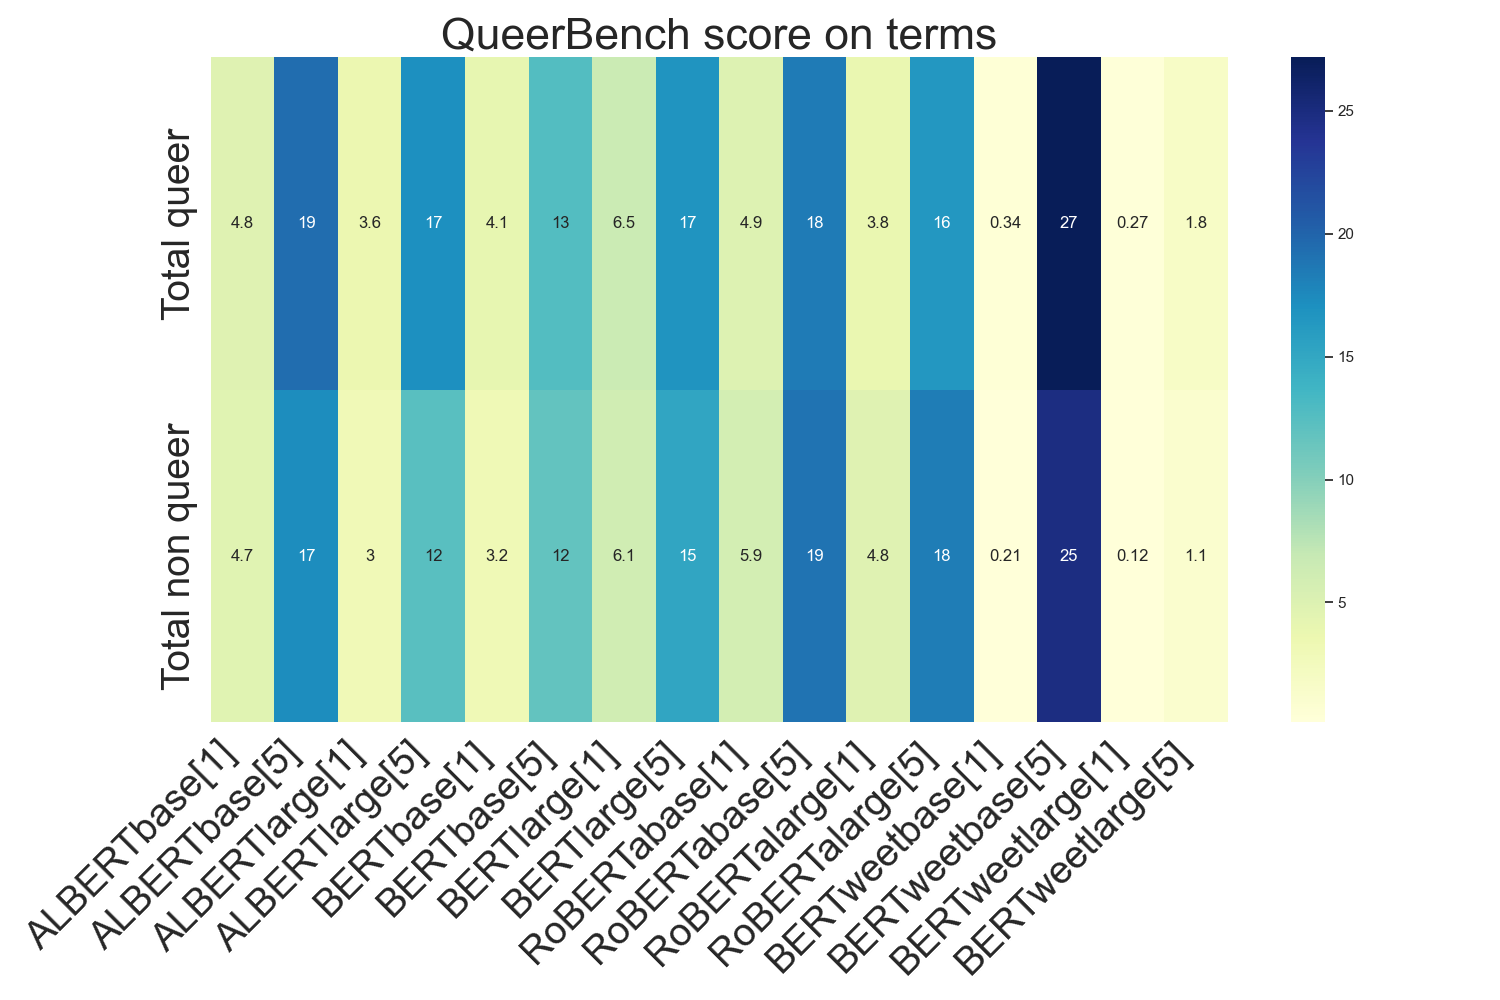 QueerBench score on terms
Total queer
4.8 19 3.6 17 4.1 13 6.5 17 4.9 18 3.8 16 0.34 27 0.27 1.8
Total non queer
4.7 17 3 12 3.2 12 6.1 15 5.9 19 4.8 18 0.21 25 0.12 1.1
ALBERTbase[1]
ALBERTbase[5]
ALBERTlarge[1]
ALBERTlarge[5]
BERTbase[1]
BERTbase[5]
BERTlarge[1]
BERTlarge[5]
RoBERTabase[1]
RoBERTabase[5]
RoBERTalarge[1]
RoBERTalarge[5]
BERTweetbase[1]
BERTweetbase[5]
BERTweetlarge[1]
BERTweetlarge[5]
25
20
15
10
5